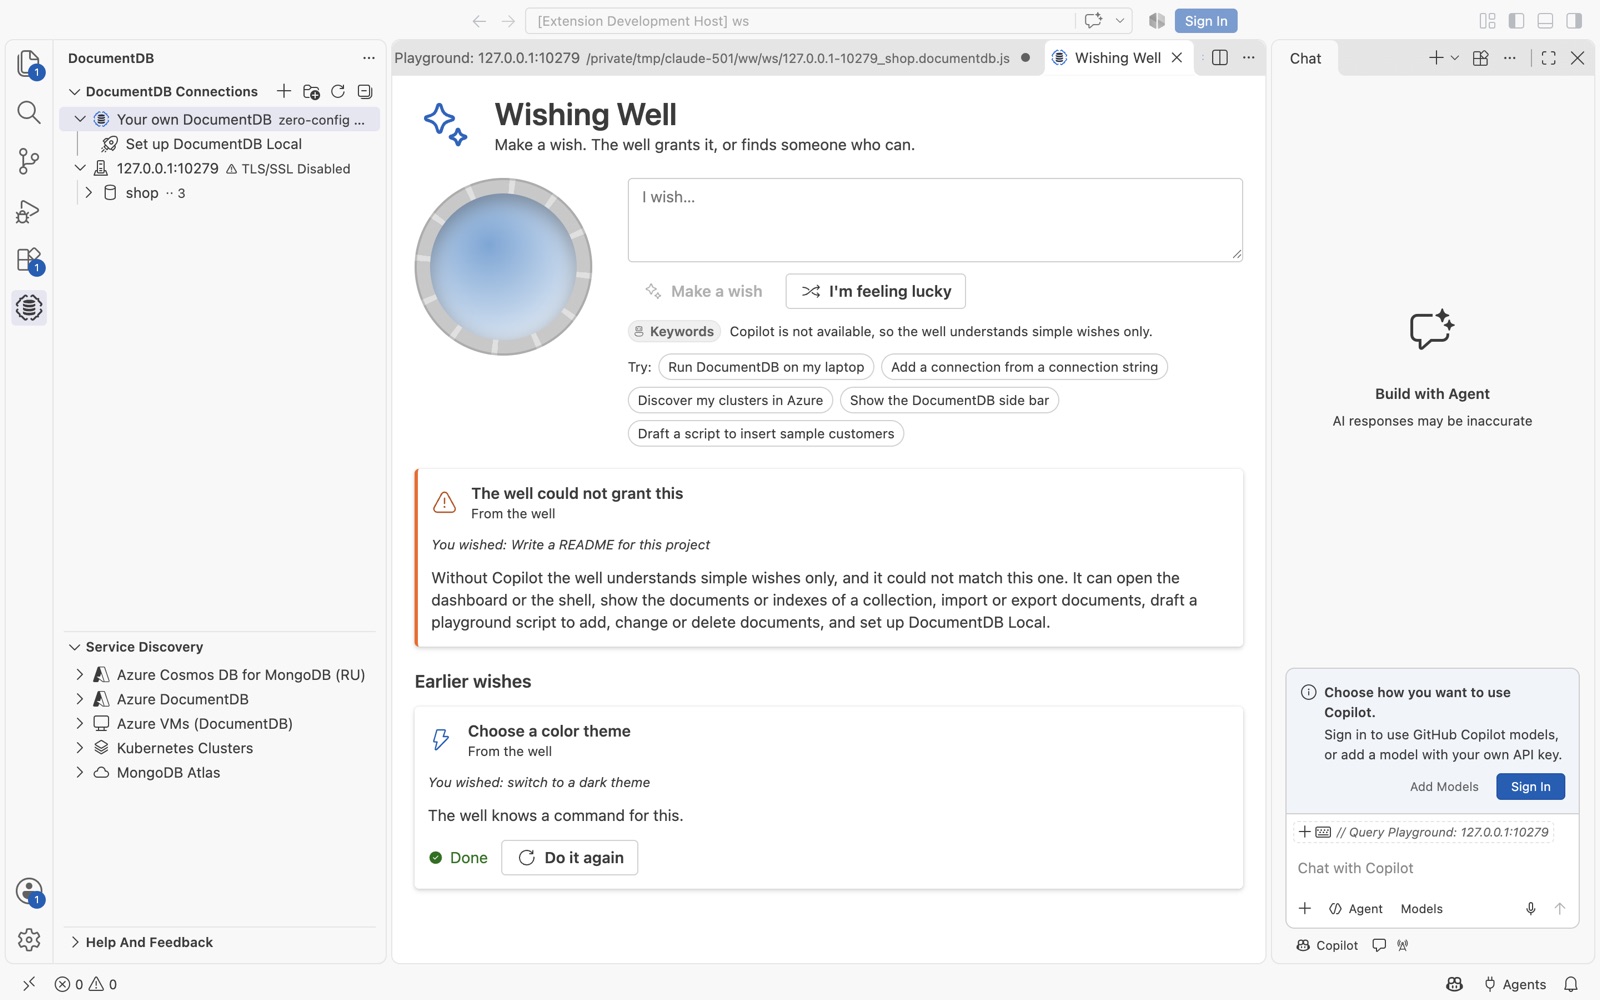 [Extension Development Host] ws
Sign In
1
1
1
DocumentDB
DocumentDB Connections
Your own DocumentDB zero-config ...
Set up DocumentDB Local
127.0.0.1:10279 TLS/SSL Disabled
shop ·· 3
Service Discovery
Azure Cosmos DB for MongoDB (RU)
Azure DocumentDB
Azure VMs (DocumentDB)
Kubernetes Clusters
MongoDB Atlas
Help And Feedback
Playground: 127.0.0.1:10279 /private/tmp/claude-501/ww/ws/127.0.0.1-10279_shop.documentdb.js
Wishing Well
Wishing Well
Make a wish. The well grants it, or finds someone who can.
I wish...
Make a wish
I'm feeling lucky
Keywords Copilot is not available, so the well understands simple wishes only.
Try: Run DocumentDB on my laptop Add a connection from a connection string
Discover my clusters in Azure Show the DocumentDB side bar
Draft a script to insert sample customers
The well could not grant this
From the well
You wished: Write a README for this project
Without Copilot the well understands simple wishes only, and it could not match this one. It can open the
dashboard or the shell, show the documents or indexes of a collection, import or export documents, draft a
playground script to add, change or delete documents, and set up DocumentDB Local.
Earlier wishes
Choose a color theme
From the well
You wished: switch to a dark theme
The well knows a command for this.
Done
Do it again
Chat
Build with Agent
AI responses may be inaccurate
Choose how you want to use
Copilot.
Sign in to use GitHub Copilot models,
or add a model with your own API key.
Add Models Sign In
// Query Playground: 127.0.0.1:10279
Chat with Copilot
Agent Models
Copilot
0 0
Agents